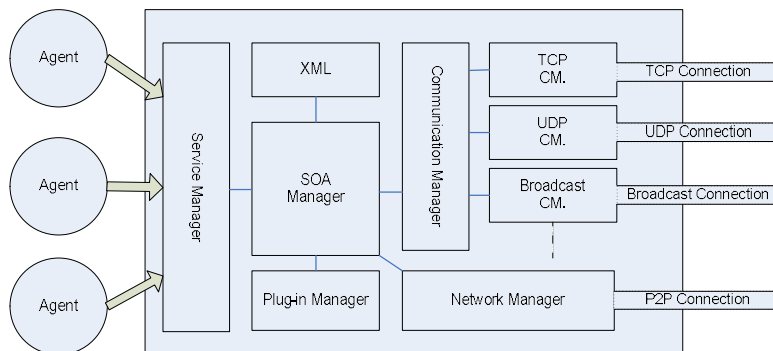 Agent
Agent
Agent
Service Manager
XML
SOA
Manager
Plug-in Manager
Communication Manager
TCP
CM.
UDP
CM.
Broadcast
CM.
Network Manager
TCP Connection
UDP Connection
Broadcast Connection
P2P Connection